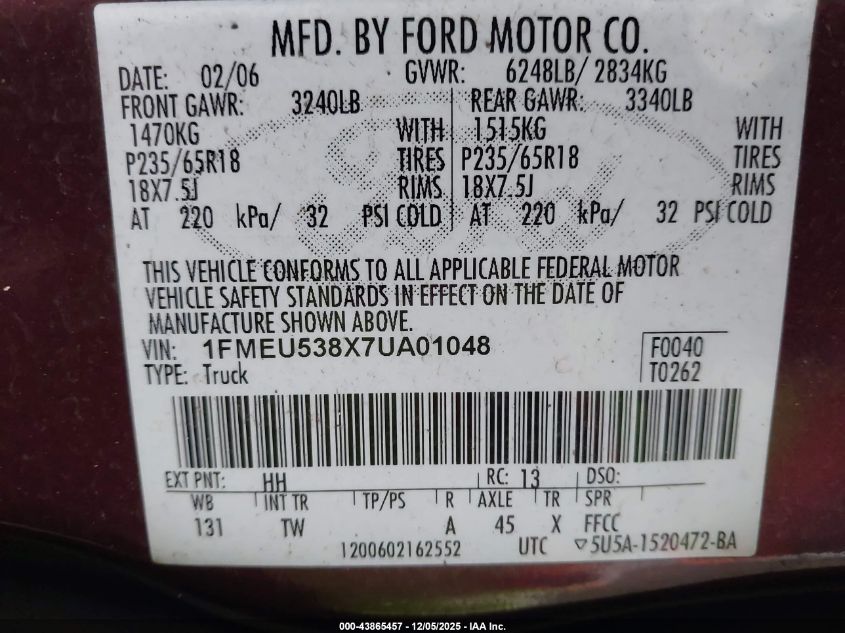 MFD. BY FORD MOTOR CO.
DATE: 02/06 GVWR: 6248LB/ 2834KG
FRONT GAWR: 3240LB REAR GAWR: 3340LB
1470KG WITH 1515KG WITH
P235/65R18 TIRES P235/65R18 TIRES
18X7.5J RIMS 18X7.5J RIMS
AT 220 kPa/ 32 PSI COLD AT 220 kPa/ 32 PSI COLD
THIS VEHICLE CONFORMS TO ALL APPLICABLE FEDERAL MOTOR
VEHICLE SAFETY STANDARDS IN EFFECT ON THE DATE OF
MANUFACTURE SHOWN ABOVE.
VIN: 1FMEU538X7UA01048 F0040
TYPE: Truck T0262
EXT PNT: HH RC: 13 DSO:
WB INT TR TP/PS R AXLE TR SPR
131 TW A 45 X FFCC
1200602162552 UTC ▽5U5A-1520472-BA
000-43865457 - 12/05/2025 - IAA Inc.